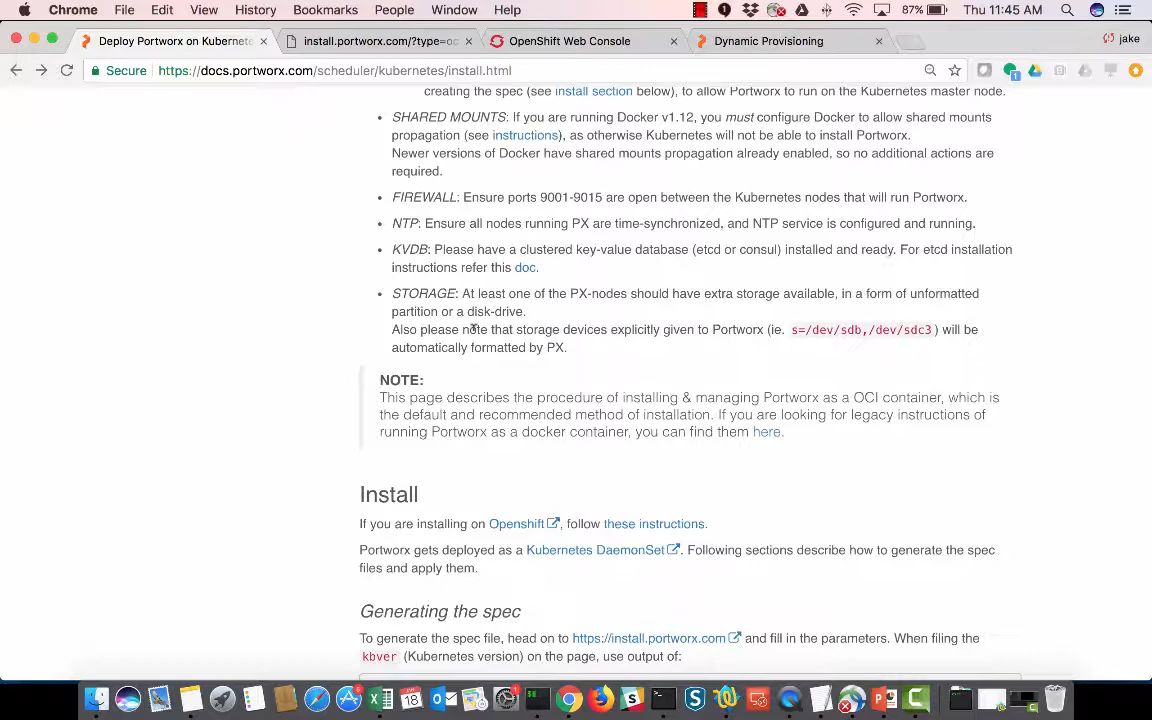 Chrome File Edit View History Bookmarks People Window Help 87% Thu 11:45 AM
Deploy Portworx on Kubernete install.portworx.com/?type=oc OpenShift Web Console Dynamic Provisioning jake
Secure https://docs.portworx.com/scheduler/kubernetes/install.html
creating the spec (see install section below), to allow Portworx to run on the Kubernetes master node.
• SHARED MOUNTS: If you are running Docker v1.12, you must configure Docker to allow shared mounts
propagation (see instructions), as otherwise Kubernetes will not be able to install Portworx.
Newer versions of Docker have shared mounts propagation already enabled, so no additional actions are
required.
• FIREWALL: Ensure ports 9001-9015 are open between the Kubernetes nodes that will run Portworx.
• NTP: Ensure all nodes running PX are time-synchronized, and NTP service is configured and running.
• KVDB: Please have a clustered key-value database (etcd or consul) installed and ready. For etcd installation
instructions refer this doc.
• STORAGE: At least one of the PX-nodes should have extra storage available, in a form of unformatted
partition or a disk-drive.
Also please note that storage devices explicitly given to Portworx (ie. s=/dev/sdb,/dev/sdc3) will be
automatically formatted by PX.
NOTE:
This page describes the procedure of installing & managing Portworx as a OCI container, which is
the default and recommended method of installation. If you are looking for legacy instructions of
running Portworx as a docker container, you can find them here.
Install
If you are installing on Openshift, follow these instructions.
Portworx gets deployed as a Kubernetes DaemonSet. Following sections describe how to generate the spec
files and apply them.
Generating the spec
To generate the spec file, head on to https://install.portworx.com and fill in the parameters. When filing the
kbver (Kubernetes version) on the page, use output of: